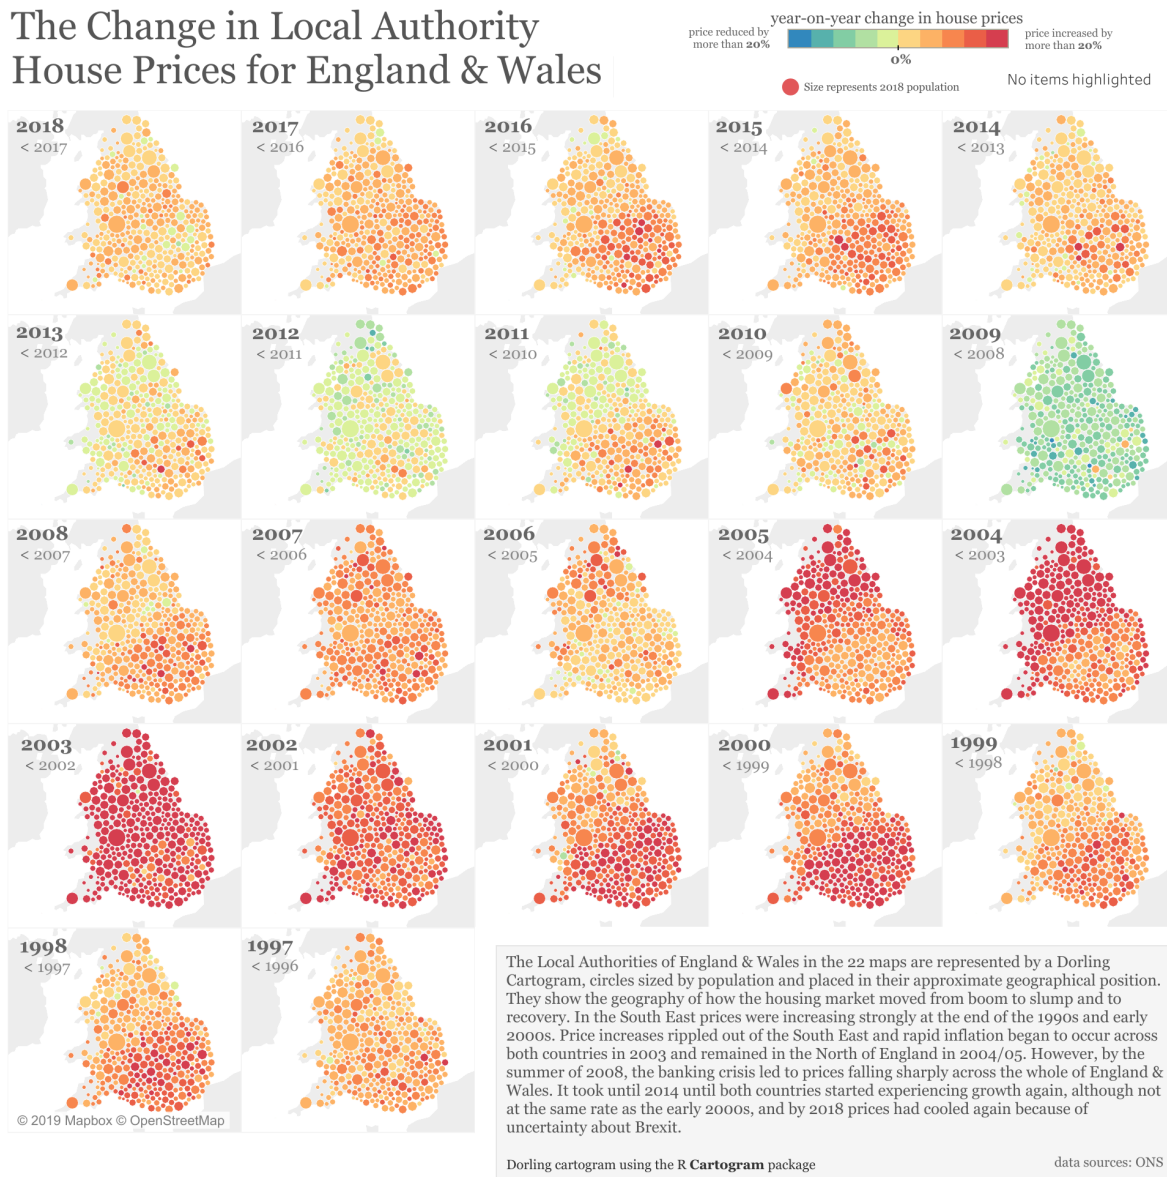 The Change in Local Authority
House Prices for England & Wales
year-on-year change in house prices
price reduced by
more than 20%
price increased by
more than 20%
0%
Size represents 2018 population
No items highlighted
2018
< 2017
2017
< 2016
2016
< 2015
2015
< 2014
2014
< 2013
2013
< 2012
2012
< 2011
2011
< 2010
2010
< 2009
2009
< 2008
2008
< 2007
2007
< 2006
2006
< 2005
2005
< 2004
2004
< 2003
2003
< 2002
2002
< 2001
2001
< 2000
2000
< 1999
1999
< 1998
1998
< 1997
1997
< 1996
© 2019 Mapbox © OpenStreetMap
The Local Authorities of England & Wales in the 22 maps are represented by a Dorling
Cartogram, circles sized by population and placed in their approximate geographical position.
They show the geography of how the housing market moved from boom to slump and to
recovery. In the South East prices were increasing strongly at the end of the 1990s and early
2000s. Price increases rippled out of the South East and rapid inflation began to occur across
both countries in 2003 and remained in the North of England in 2004/05. However, by the
summer of 2008, the banking crisis led to prices falling sharply across the whole of England &
Wales. It took until 2014 until both countries started experiencing growth again, although not
at the same rate as the early 2000s, and by 2018 prices had cooled again because of
uncertainty about Brexit.
Dorling cartogram using the R Cartogram package
data sources: ONS